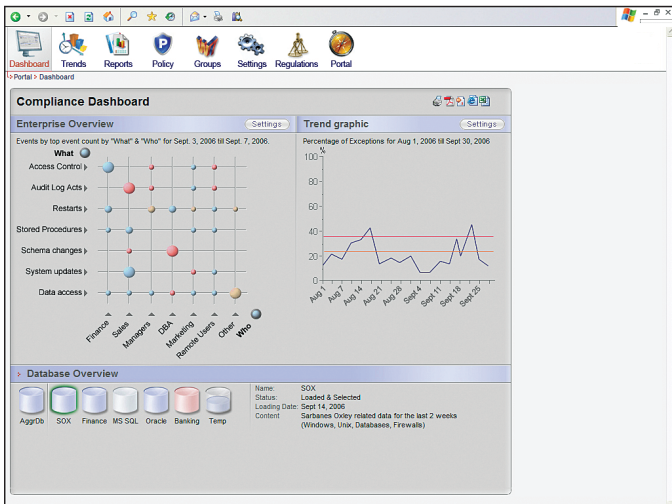 Dashboard Trends Reports Policy Groups Settings Regulations Portal
> Portal > Dashboard
Compliance Dashboard
Enterprise Overview Settings
Events by top event count by "What" & "Who" for Sept. 3, 2006 till Sept. 7, 2006.
What
Access Control
Audit Log Acts
Restarts
Stored Procedures
Schema changes
System updates
Data access
Finance Sales Managers DBA Marketing Remote Users Other Who
Trend graphic Settings
Percentage of Exceptions for Aug 1, 2006 till Sept 30, 2006
%
100
80
60
40
20
0
Aug 1 Aug 7 Aug 14 Aug 21 Aug 28 Sept 4 Sept 11 Sept 18 Sept 25
> Database Overview
AggrDb SOX Finance MS SQL Oracle Banking Temp
Name: SOX
Status: Loaded & Selected
Loading Date: Sept 14, 2006
Content Sarbanes Oxley related data for the last 2 weeks
(Windows, Unix, Databases, Firewalls)